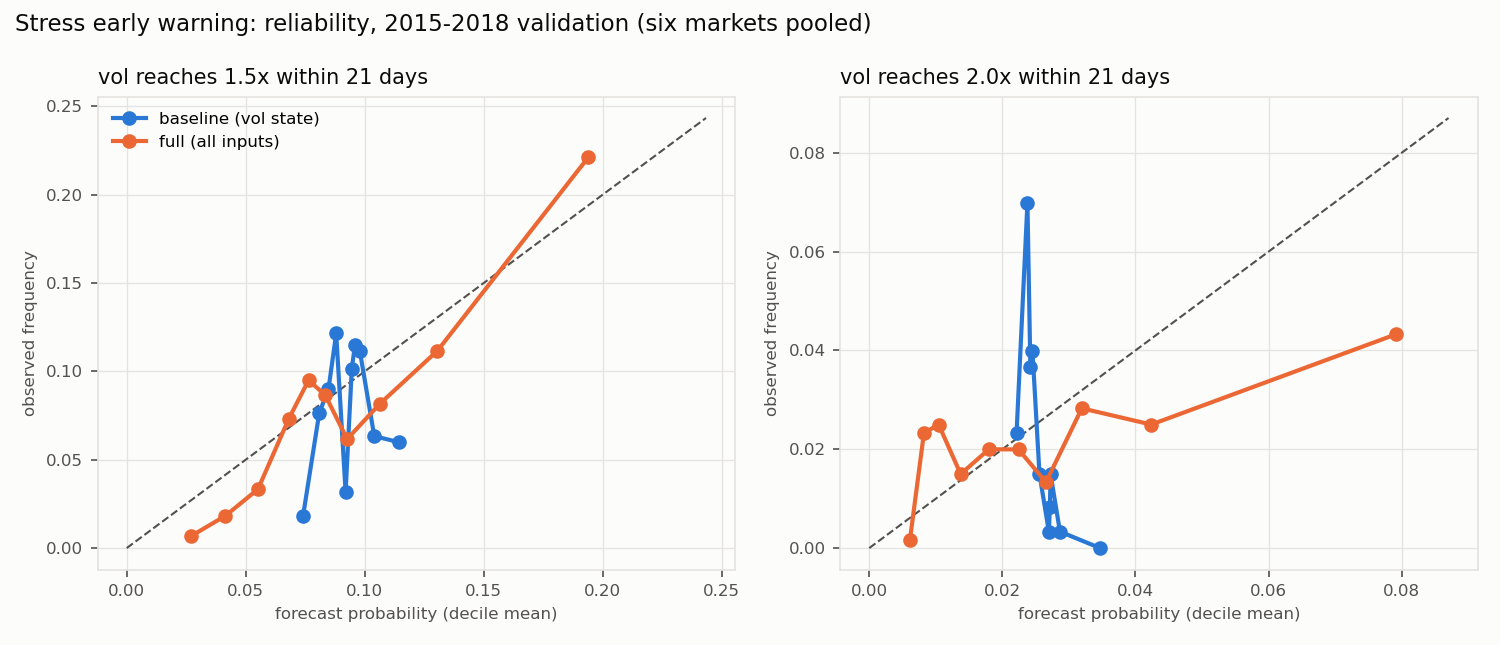 Stress early warning: reliability, 2015-2018 validation (six markets pooled)
vol reaches 1.5x within 21 days
baseline (vol state)
full (all inputs)
0.25
0.20
0.15
0.10
0.05
0.00
observed frequency
0.00 0.05 0.10 0.15 0.20 0.25
forecast probability (decile mean)
vol reaches 2.0x within 21 days
0.08
0.06
0.04
0.02
0.00
observed frequency
0.00 0.02 0.04 0.06 0.08
forecast probability (decile mean)